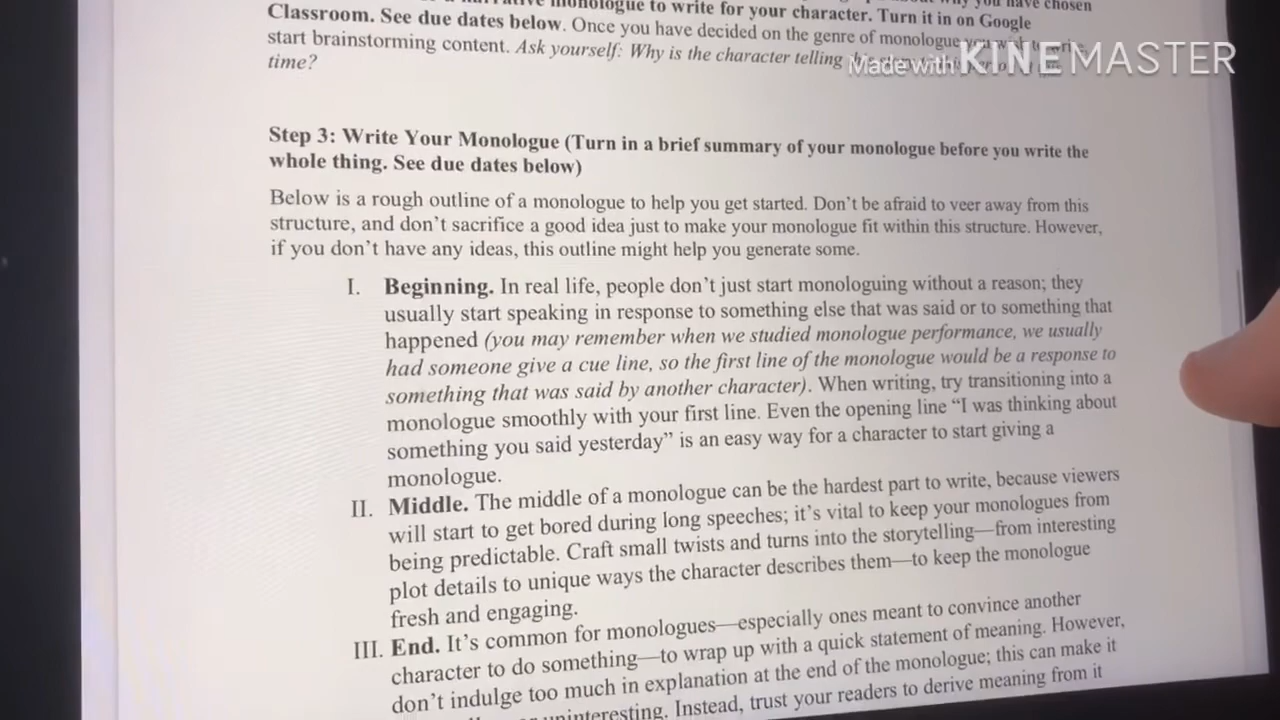 monologue to write for your character. Turn it in on Google
Classroom. See due dates below. Once you have decided on the genre of monologue you wish to write
start brainstorming content. Ask yourself: Why is the character telling
time?
Made with KINEMASTER
Step 3: Write Your Monologue (Turn in a brief summary of your monologue before you write the
whole thing. See due dates below)
Below is a rough outline of a monologue to help you get started. Don’t be afraid to veer away from this
structure, and don’t sacrifice a good idea just to make your monologue fit within this structure. However,
if you don’t have any ideas, this outline might help you generate some.
I. Beginning. In real life, people don’t just start monologuing without a reason; they
usually start speaking in response to something else that was said or to something that
happened (you may remember when we studied monologue performance, we usually
had someone give a cue line, so the first line of the monologue would be a response to
something that was said by another character). When writing, try transitioning into a
monologue smoothly with your first line. Even the opening line “I was thinking about
something you said yesterday” is an easy way for a character to start giving a
monologue.
II. Middle. The middle of a monologue can be the hardest part to write, because viewers
will start to get bored during long speeches; it’s vital to keep your monologues from
being predictable. Craft small twists and turns into the storytelling—from interesting
plot details to unique ways the character describes them—to keep the monologue
fresh and engaging.
III. End. It’s common for monologues—especially ones meant to convince another
character to do something—to wrap up with a quick statement of meaning. However,
don’t indulge too much in explanation at the end of the monologue; this can make it
uninteresting. Instead, trust your readers to derive meaning from it